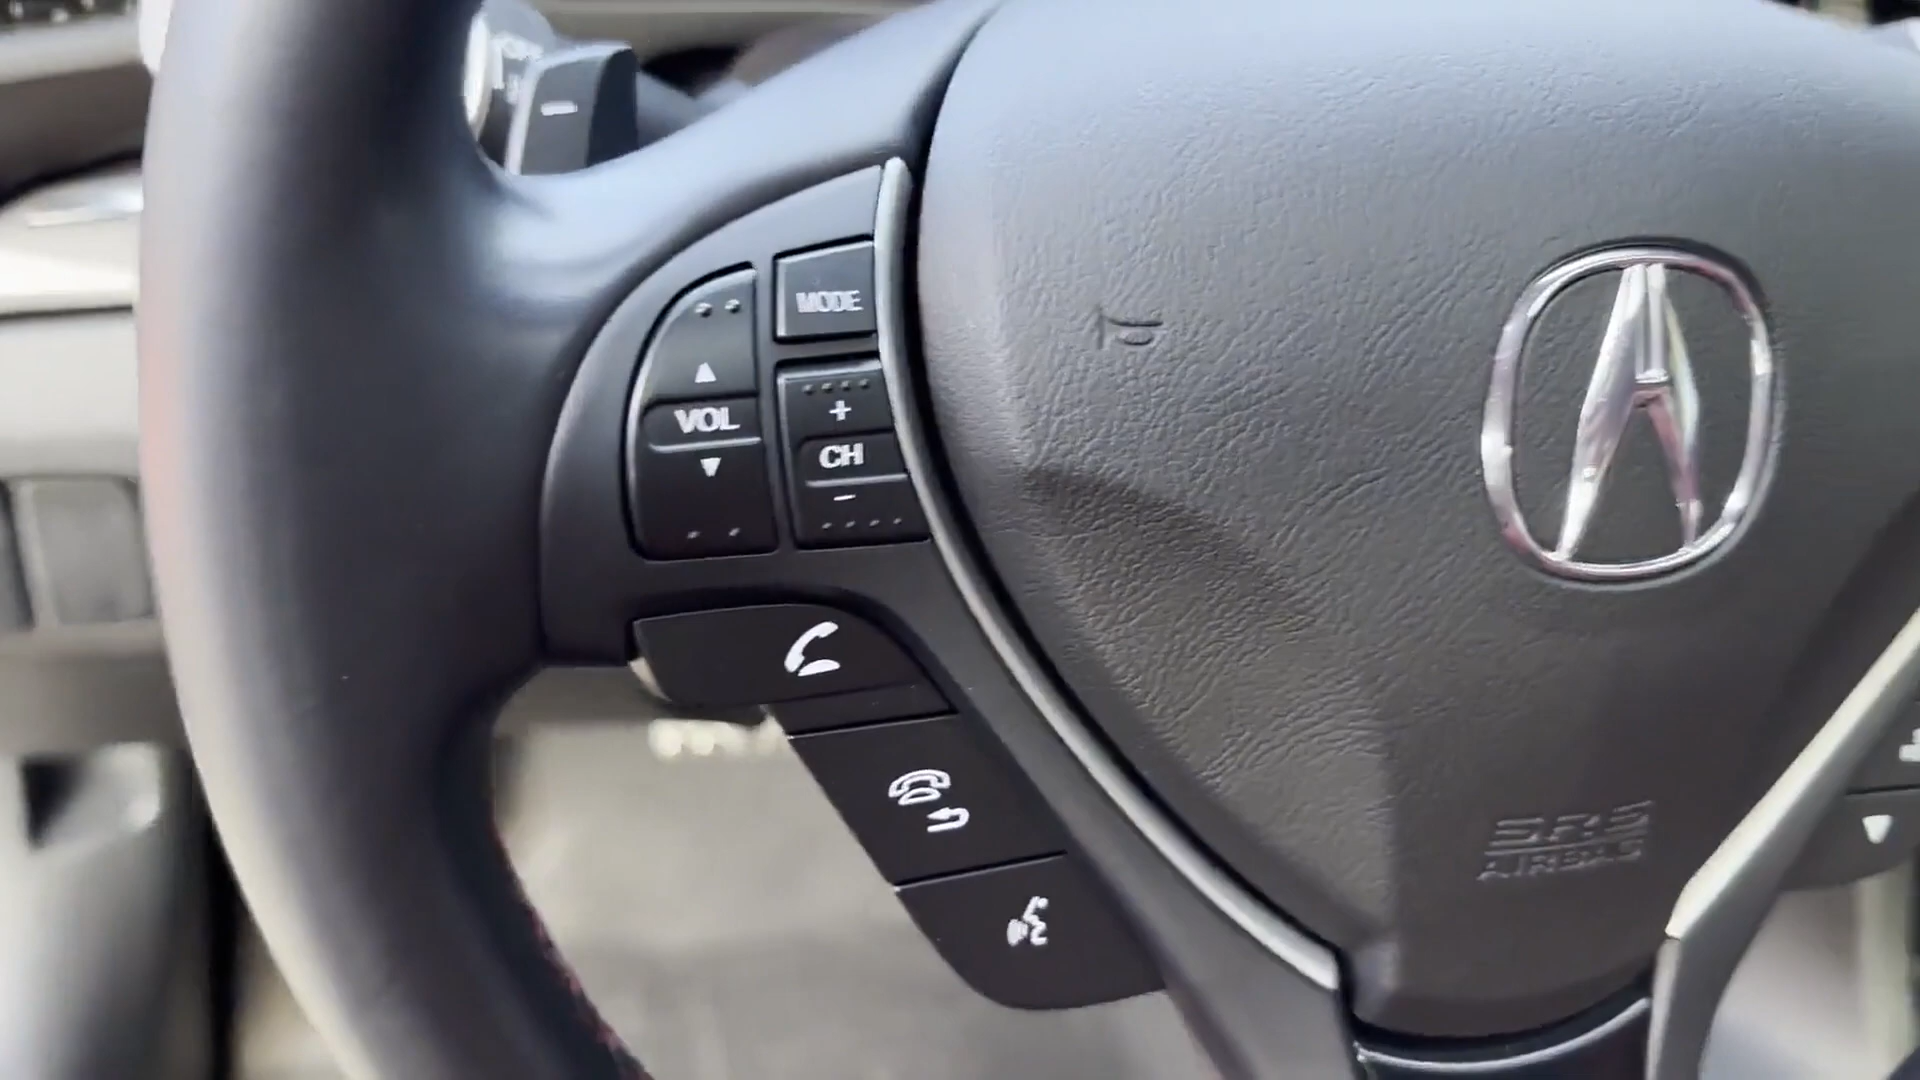 MODE
VOL
+
CH
-
SRS
AIRBAG